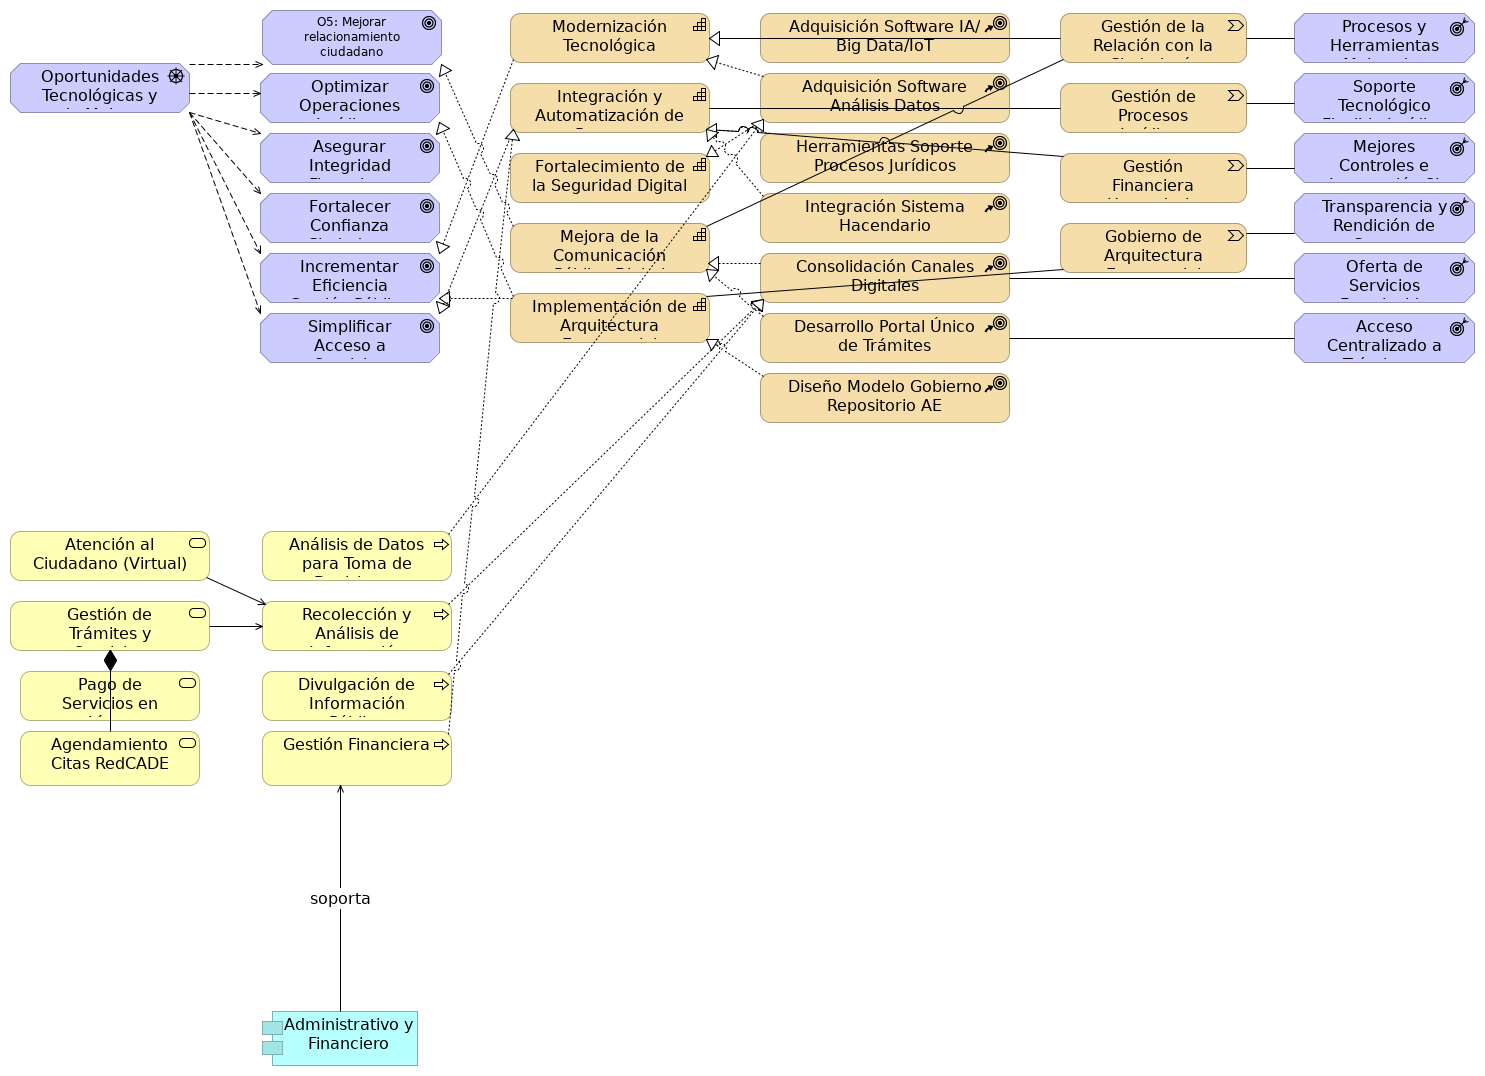 Oportunidades
Tecnológicas y
O5: Mejorar
relacionamiento
ciudadano
Optimizar
Operaciones
Asegurar
Integridad
Fortalecer
Confianza
Incrementar
Eficiencia
Simplificar
Acceso a
Modernización
Tecnológica
Integración y
Automatización de
Fortalecimiento de
la Seguridad Digital
Mejora de la
Comunicación
Implementación de
Arquitectura
Adquisición Software IA/
Big Data/IoT
Adquisición Software
Análisis Datos
Herramientas Soporte
Procesos Jurídicos
Integración Sistema
Hacendario
Consolidación Canales
Digitales
Desarrollo Portal Único
de Trámites
Diseño Modelo Gobierno
Repositorio AE
Gestión de la
Relación con la
Gestión de
Procesos
Gestión
Financiera
Gobierno de
Arquitectura
Procesos y
Herramientas
Soporte
Tecnológico
Mejores
Controles e
Transparencia y
Rendición de
Oferta de
Servicios
Acceso
Centralizado a
Atención al
Ciudadano (Virtual)
Gestión de
Trámites y
Pago de
Servicios en
Agendamiento
Citas RedCADE
Análisis de Datos
para Toma de
Recolección y
Análisis de
Divulgación de
Información
Gestión Financiera
soporta
Administrativo y
Financiero